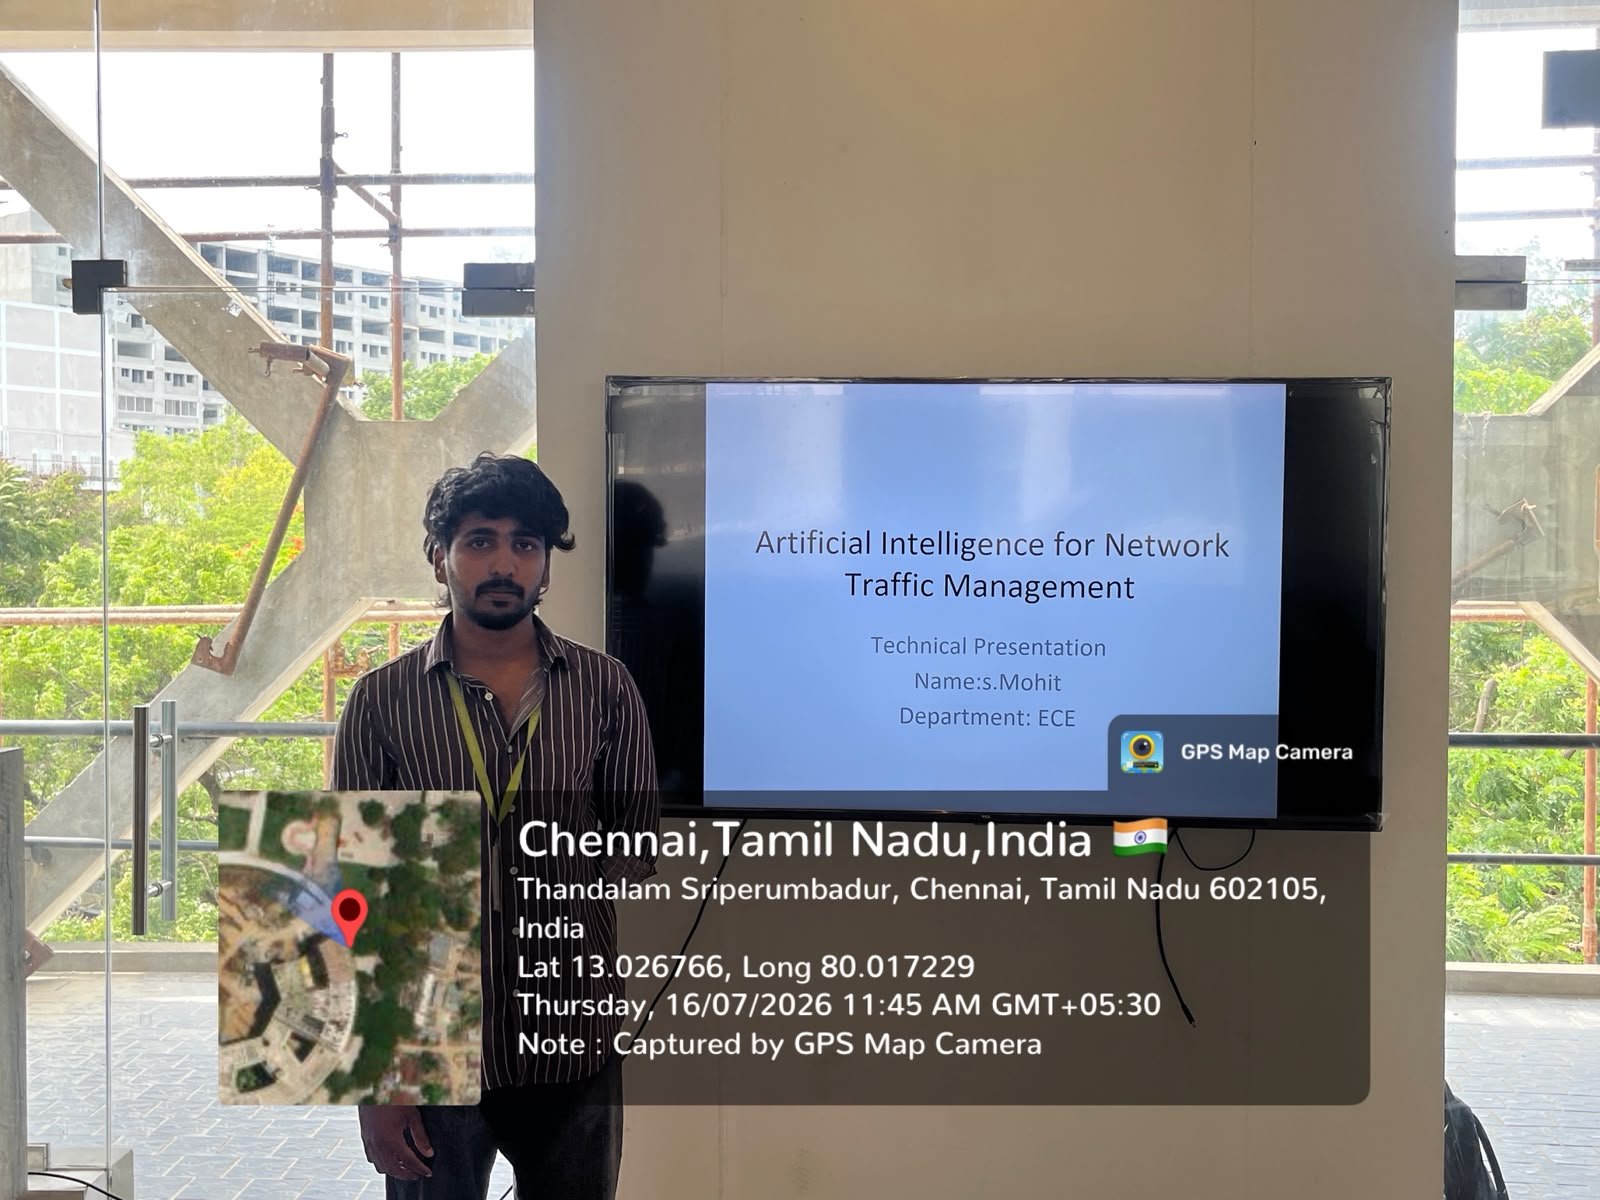 Artificial Intelligence for Network
Traffic Management
Technical Presentation
Name:s.Mohit
Department: ECE
GPS Map Camera
Chennai,Tamil Nadu,India
Thandalam Sriperumbadur, Chennai, Tamil Nadu 602105,
India
Lat 13.026766, Long 80.017229
Thursday, 16/07/2026 11:45 AM GMT+05:30
Note : Captured by GPS Map Camera